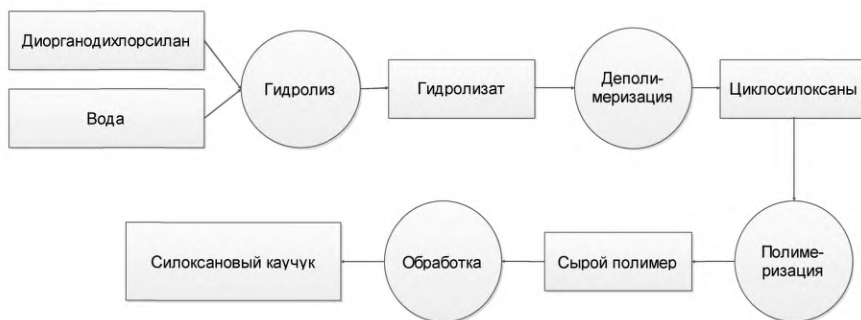 Диорганодихлорсилан
Вода
Гидролиз
Гидролизат
Деполи-
меризация
Циклосилоксаны
Полиме-
ризация
Сырой полимер
Обработка
Силоксановый каучук